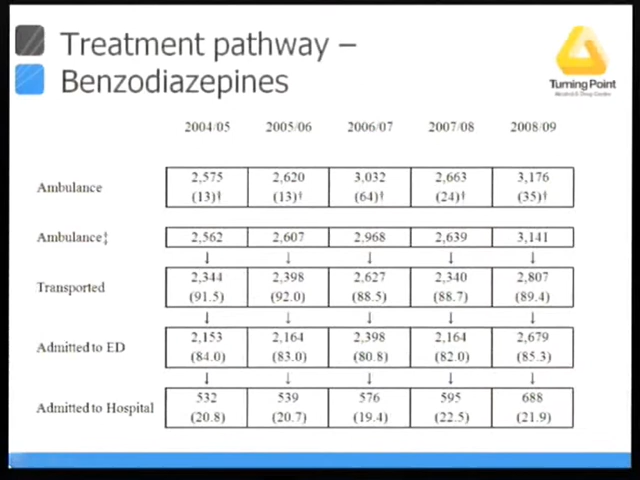 Treatment pathway –
Benzodiazepines
Turning Point
Alcohol & Drug Centre
2004/05 2005/06 2006/07 2007/08 2008/09
Ambulance 2,575 2,620 3,032 2,663 3,176
(13)† (13)† (64)† (24)† (35)†
Ambulance‡ 2,562 2,607 2,968 2,639 3,141
↓ ↓ ↓ ↓ ↓
Transported 2,344 2,398 2,627 2,340 2,807
(91.5) (92.0) (88.5) (88.7) (89.4)
↓ ↓ ↓ ↓ ↓
Admitted to ED 2,153 2,164 2,398 2,164 2,679
(84.0) (83.0) (80.8) (82.0) (85.3)
↓ ↓ ↓ ↓ ↓
Admitted to Hospital 532 539 576 595 688
(20.8) (20.7) (19.4) (22.5) (21.9)